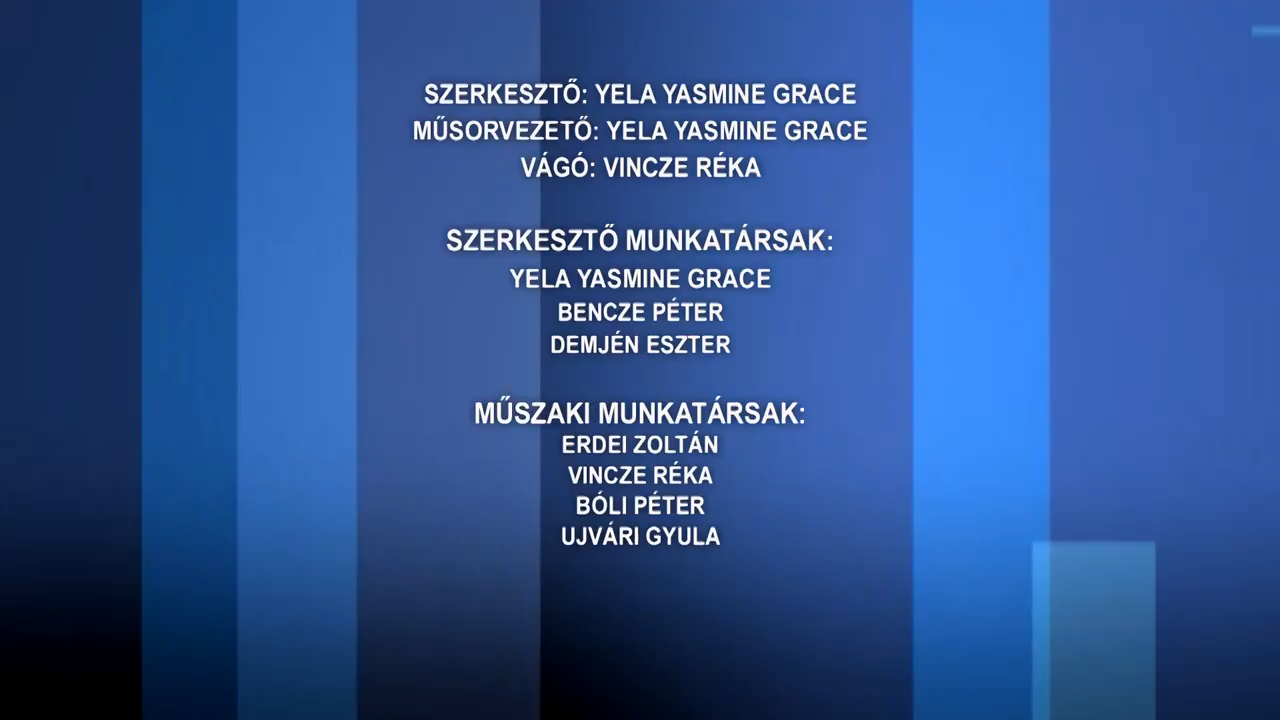 SZERKESZTŐ: YELA YASMINE GRACE
MŰSORVEZETŐ: YELA YASMINE GRACE
VÁGÓ: VINCZE RÉKA
SZERKESZTŐ MUNKATÁRSAK:
YELA YASMINE GRACE
BENCZE PÉTER
DEMJÉN ESZTER
MŰSZAKI MUNKATÁRSAK:
ERDEI ZOLTÁN
VINCZE RÉKA
BÓLI PÉTER
UJVÁRI GYULA